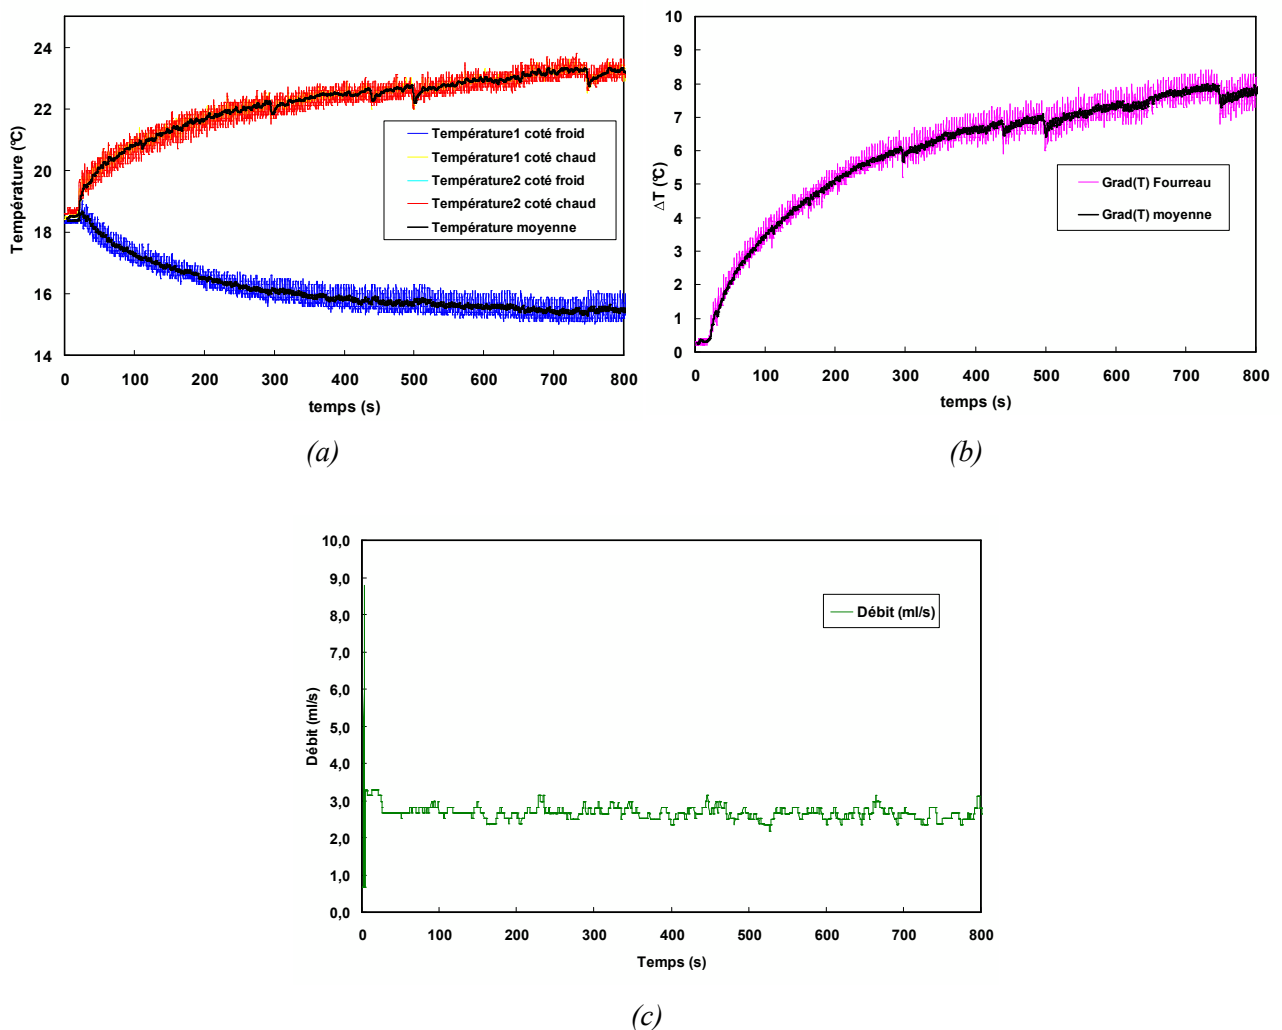 24
22
20
18
16
14
Température (°C)
Température1 coté froid
Température1 coté chaud
Température2 coté froid
Température2 coté chaud
Température moyenne
0 100 200 300 400 500 600 700 800
temps (s)
(a)
10
9
8
7
6
5
4
3
2
1
0
ΔT (°C)
Grad(T) Fourreau
Grad(T) moyenne
0 100 200 300 400 500 600 700 800
temps (s)
(b)
10,0
9,0
8,0
7,0
6,0
5,0
4,0
3,0
2,0
1,0
0,0
Débit (ml/s)
Débit (ml/s)
0 100 200 300 400 500 600 700 800
Temps (s)
(c)